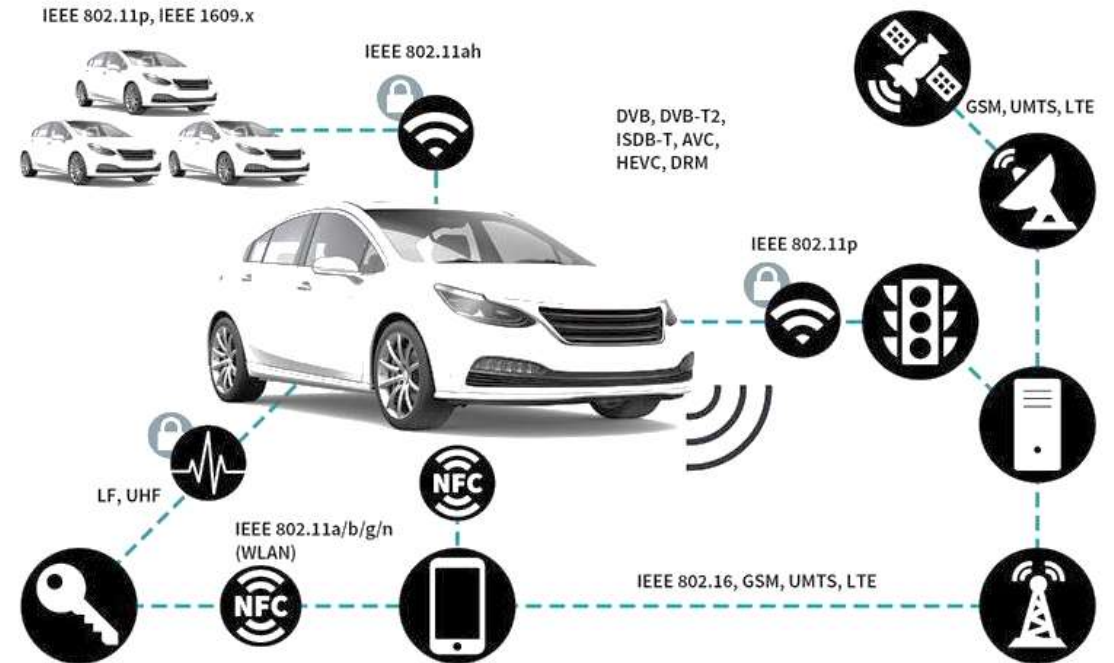 IEEE 802.11p, IEEE 1609.x
IEEE 802.11ah
DVB, DVB-T2,
ISDB-T, AVC,
HEVC, DRM
GSM, UMTS, LTE
IEEE 802.11p
LF, UHF
NFC
IEEE 802.11a/b/g/n
(WLAN)
NFC
IEEE 802.16, GSM, UMTS, LTE